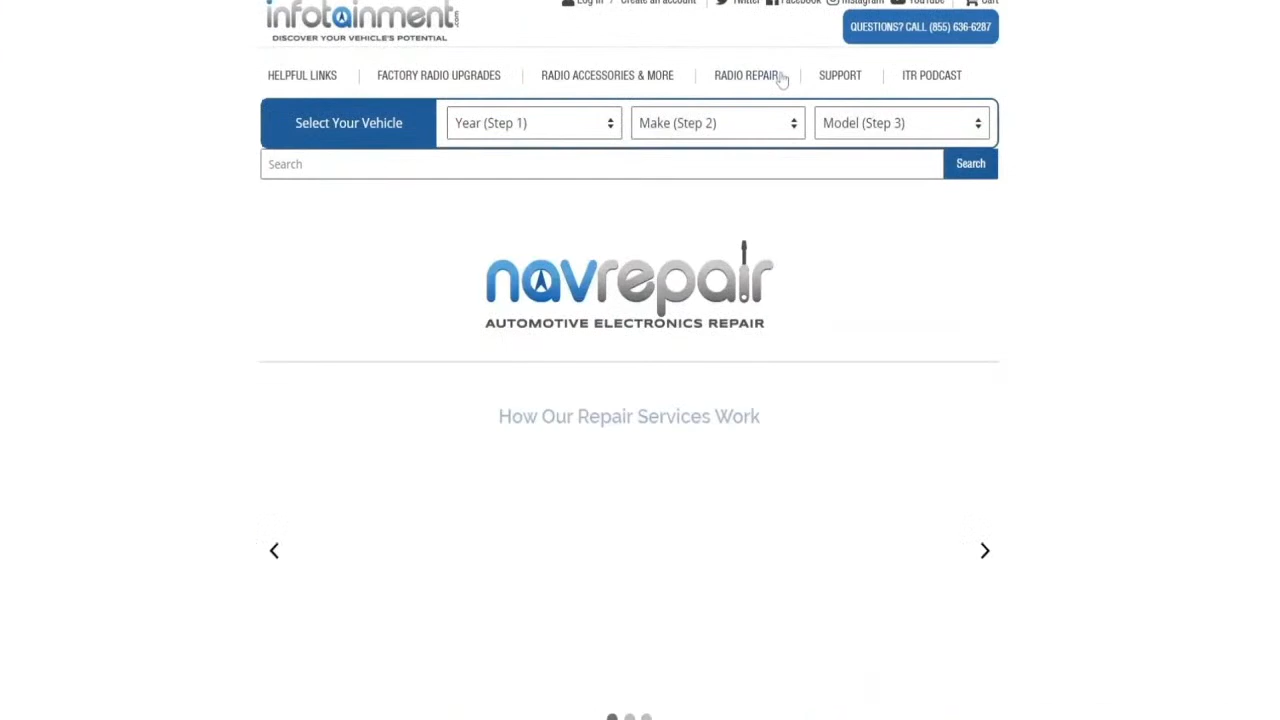 infotainment.com
DISCOVER YOUR VEHICLE'S POTENTIAL
Log In / Create an account Twitter Facebook Instagram YouTube Cart
QUESTIONS? CALL (855) 636-6287
HELPFUL LINKS FACTORY RADIO UPGRADES RADIO ACCESSORIES & MORE RADIO REPAIR SUPPORT ITR PODCAST
Select Your Vehicle Year (Step 1) Make (Step 2) Model (Step 3)
Search Search
navrepair
AUTOMOTIVE ELECTRONICS REPAIR
How Our Repair Services Work